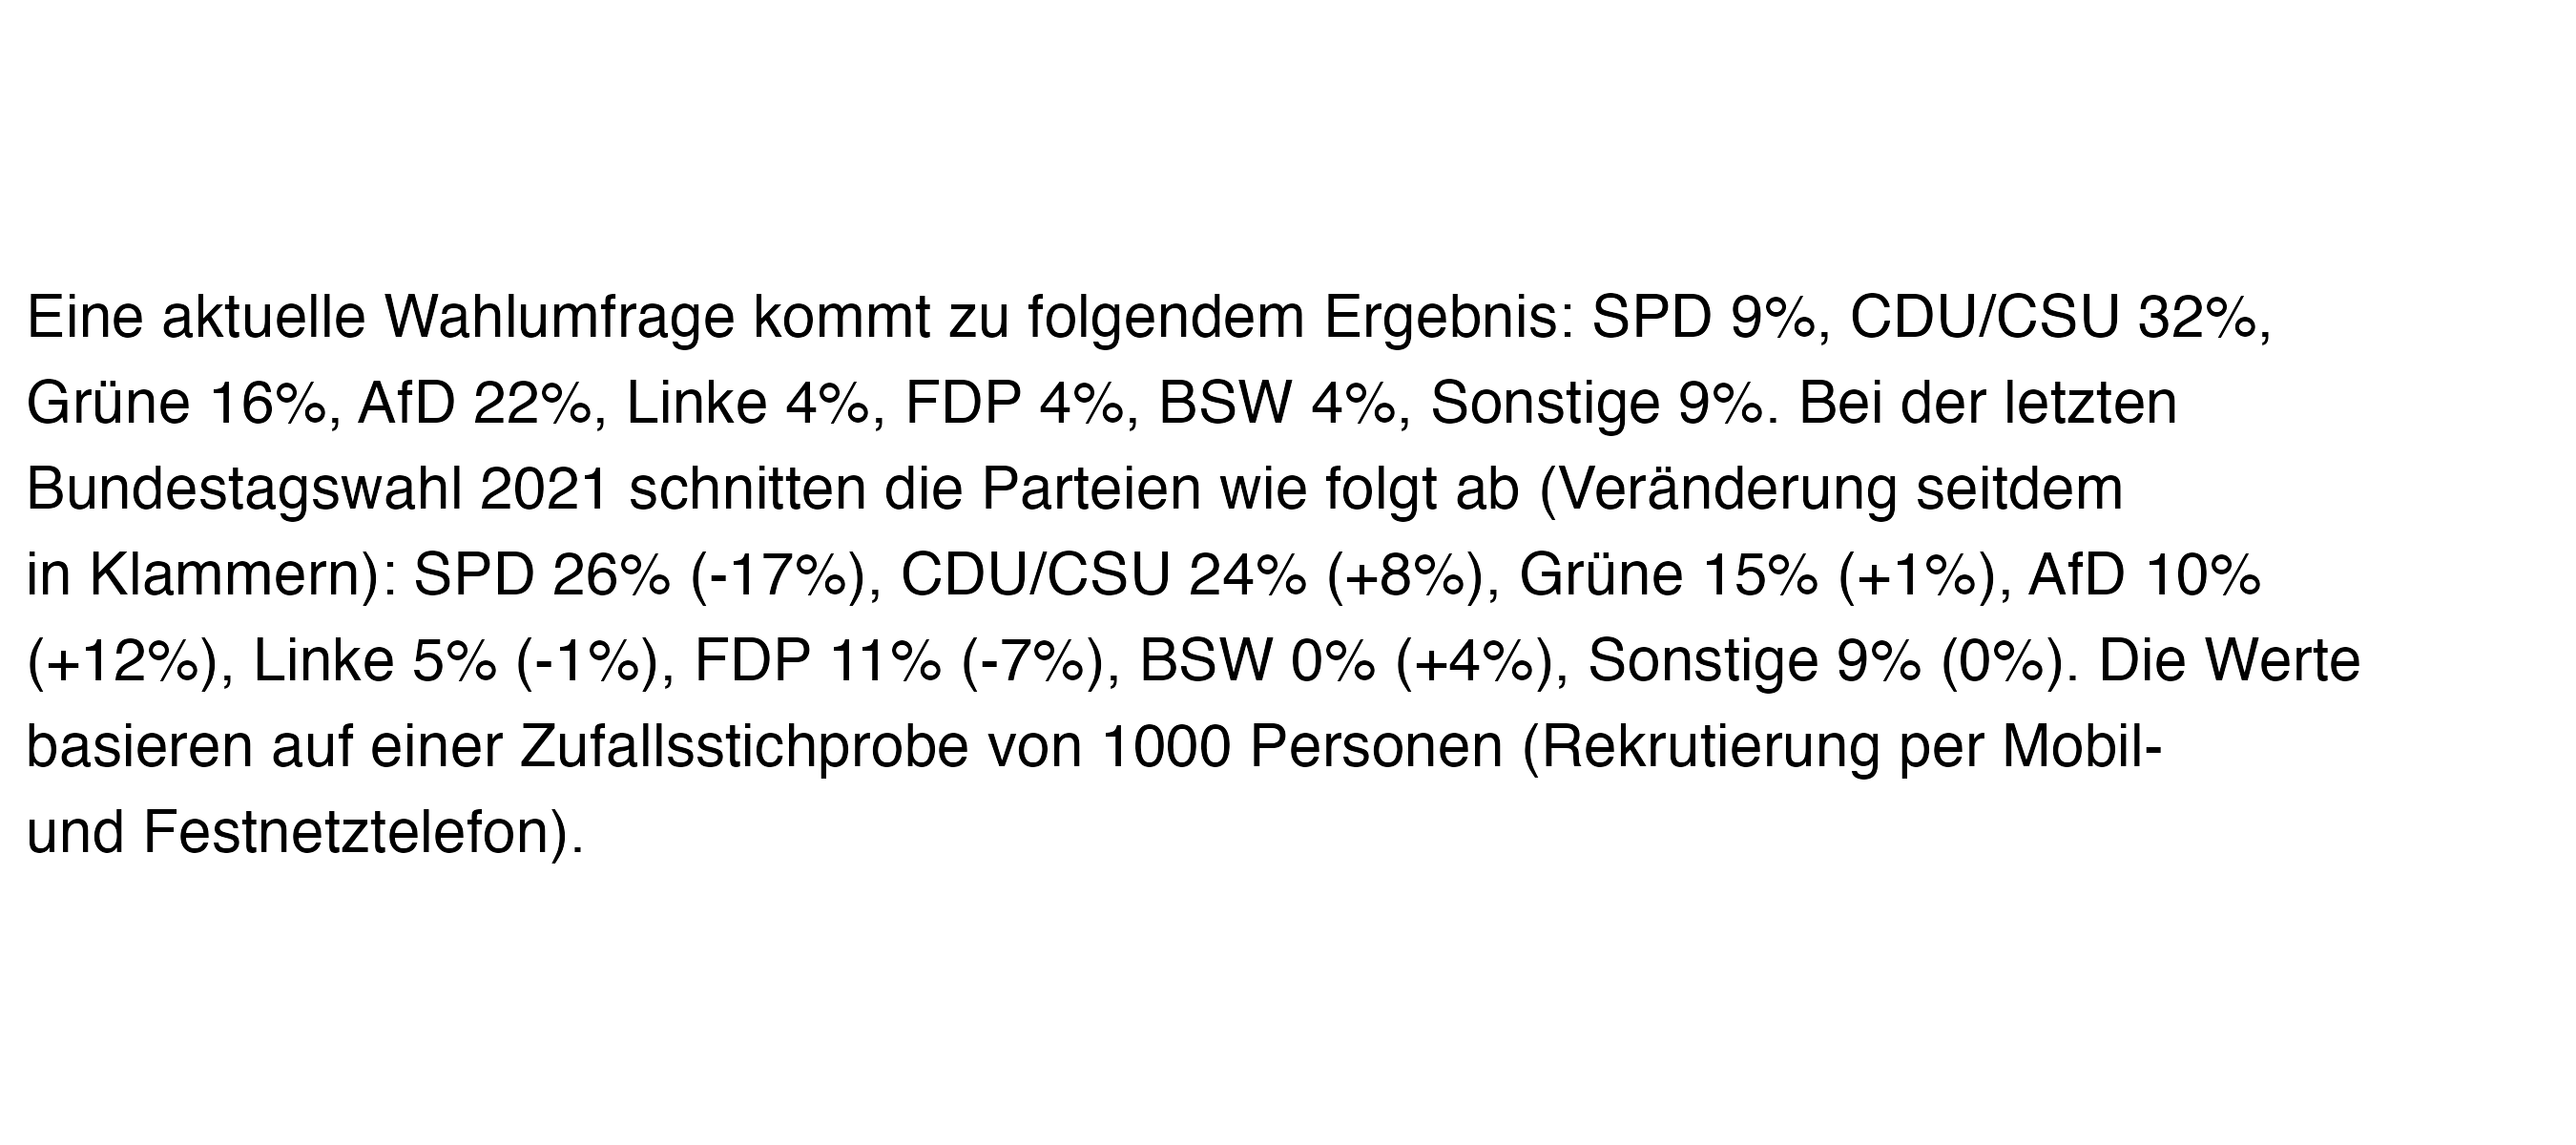 Eine aktuelle Wahlumfrage kommt zu folgendem Ergebnis: SPD 9%, CDU/CSU 32%,
Grüne 16%, AfD 22%, Linke 4%, FDP 4%, BSW 4%, Sonstige 9%. Bei der letzten
Bundestagswahl 2021 schnitten die Parteien wie folgt ab (Veränderung seitdem
in Klammern): SPD 26% (-17%), CDU/CSU 24% (+8%), Grüne 15% (+1%), AfD 10%
(+12%), Linke 5% (-1%), FDP 11% (-7%), BSW 0% (+4%), Sonstige 9% (0%). Die Werte
basieren auf einer Zufallsstichprobe von 1000 Personen (Rekrutierung per Mobil-
und Festnetztelefon).